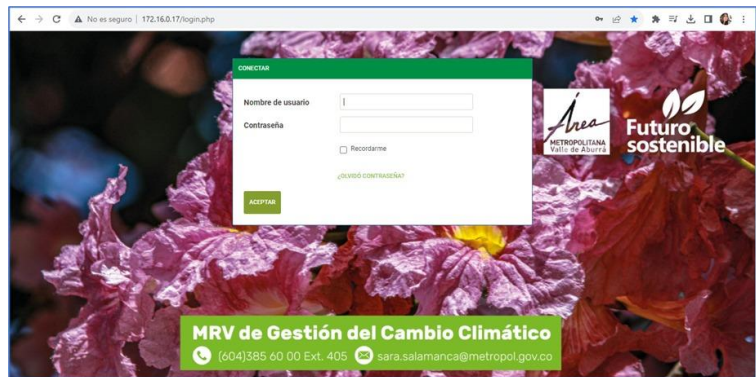 No es seguro | 172.16.0.17/login.php
CONECTAR
Nombre de usuario
Contraseña
Recordarme
¿OLVIDÓ CONTRASEÑA?
ACEPTAR
Área
METROPOLITANA
Valle de Aburrá
Futuro
sostenible
MRV de Gestión del Cambio Climático
(604)385 60 00 Ext. 405 sara.salamanca@metropol.gov.co